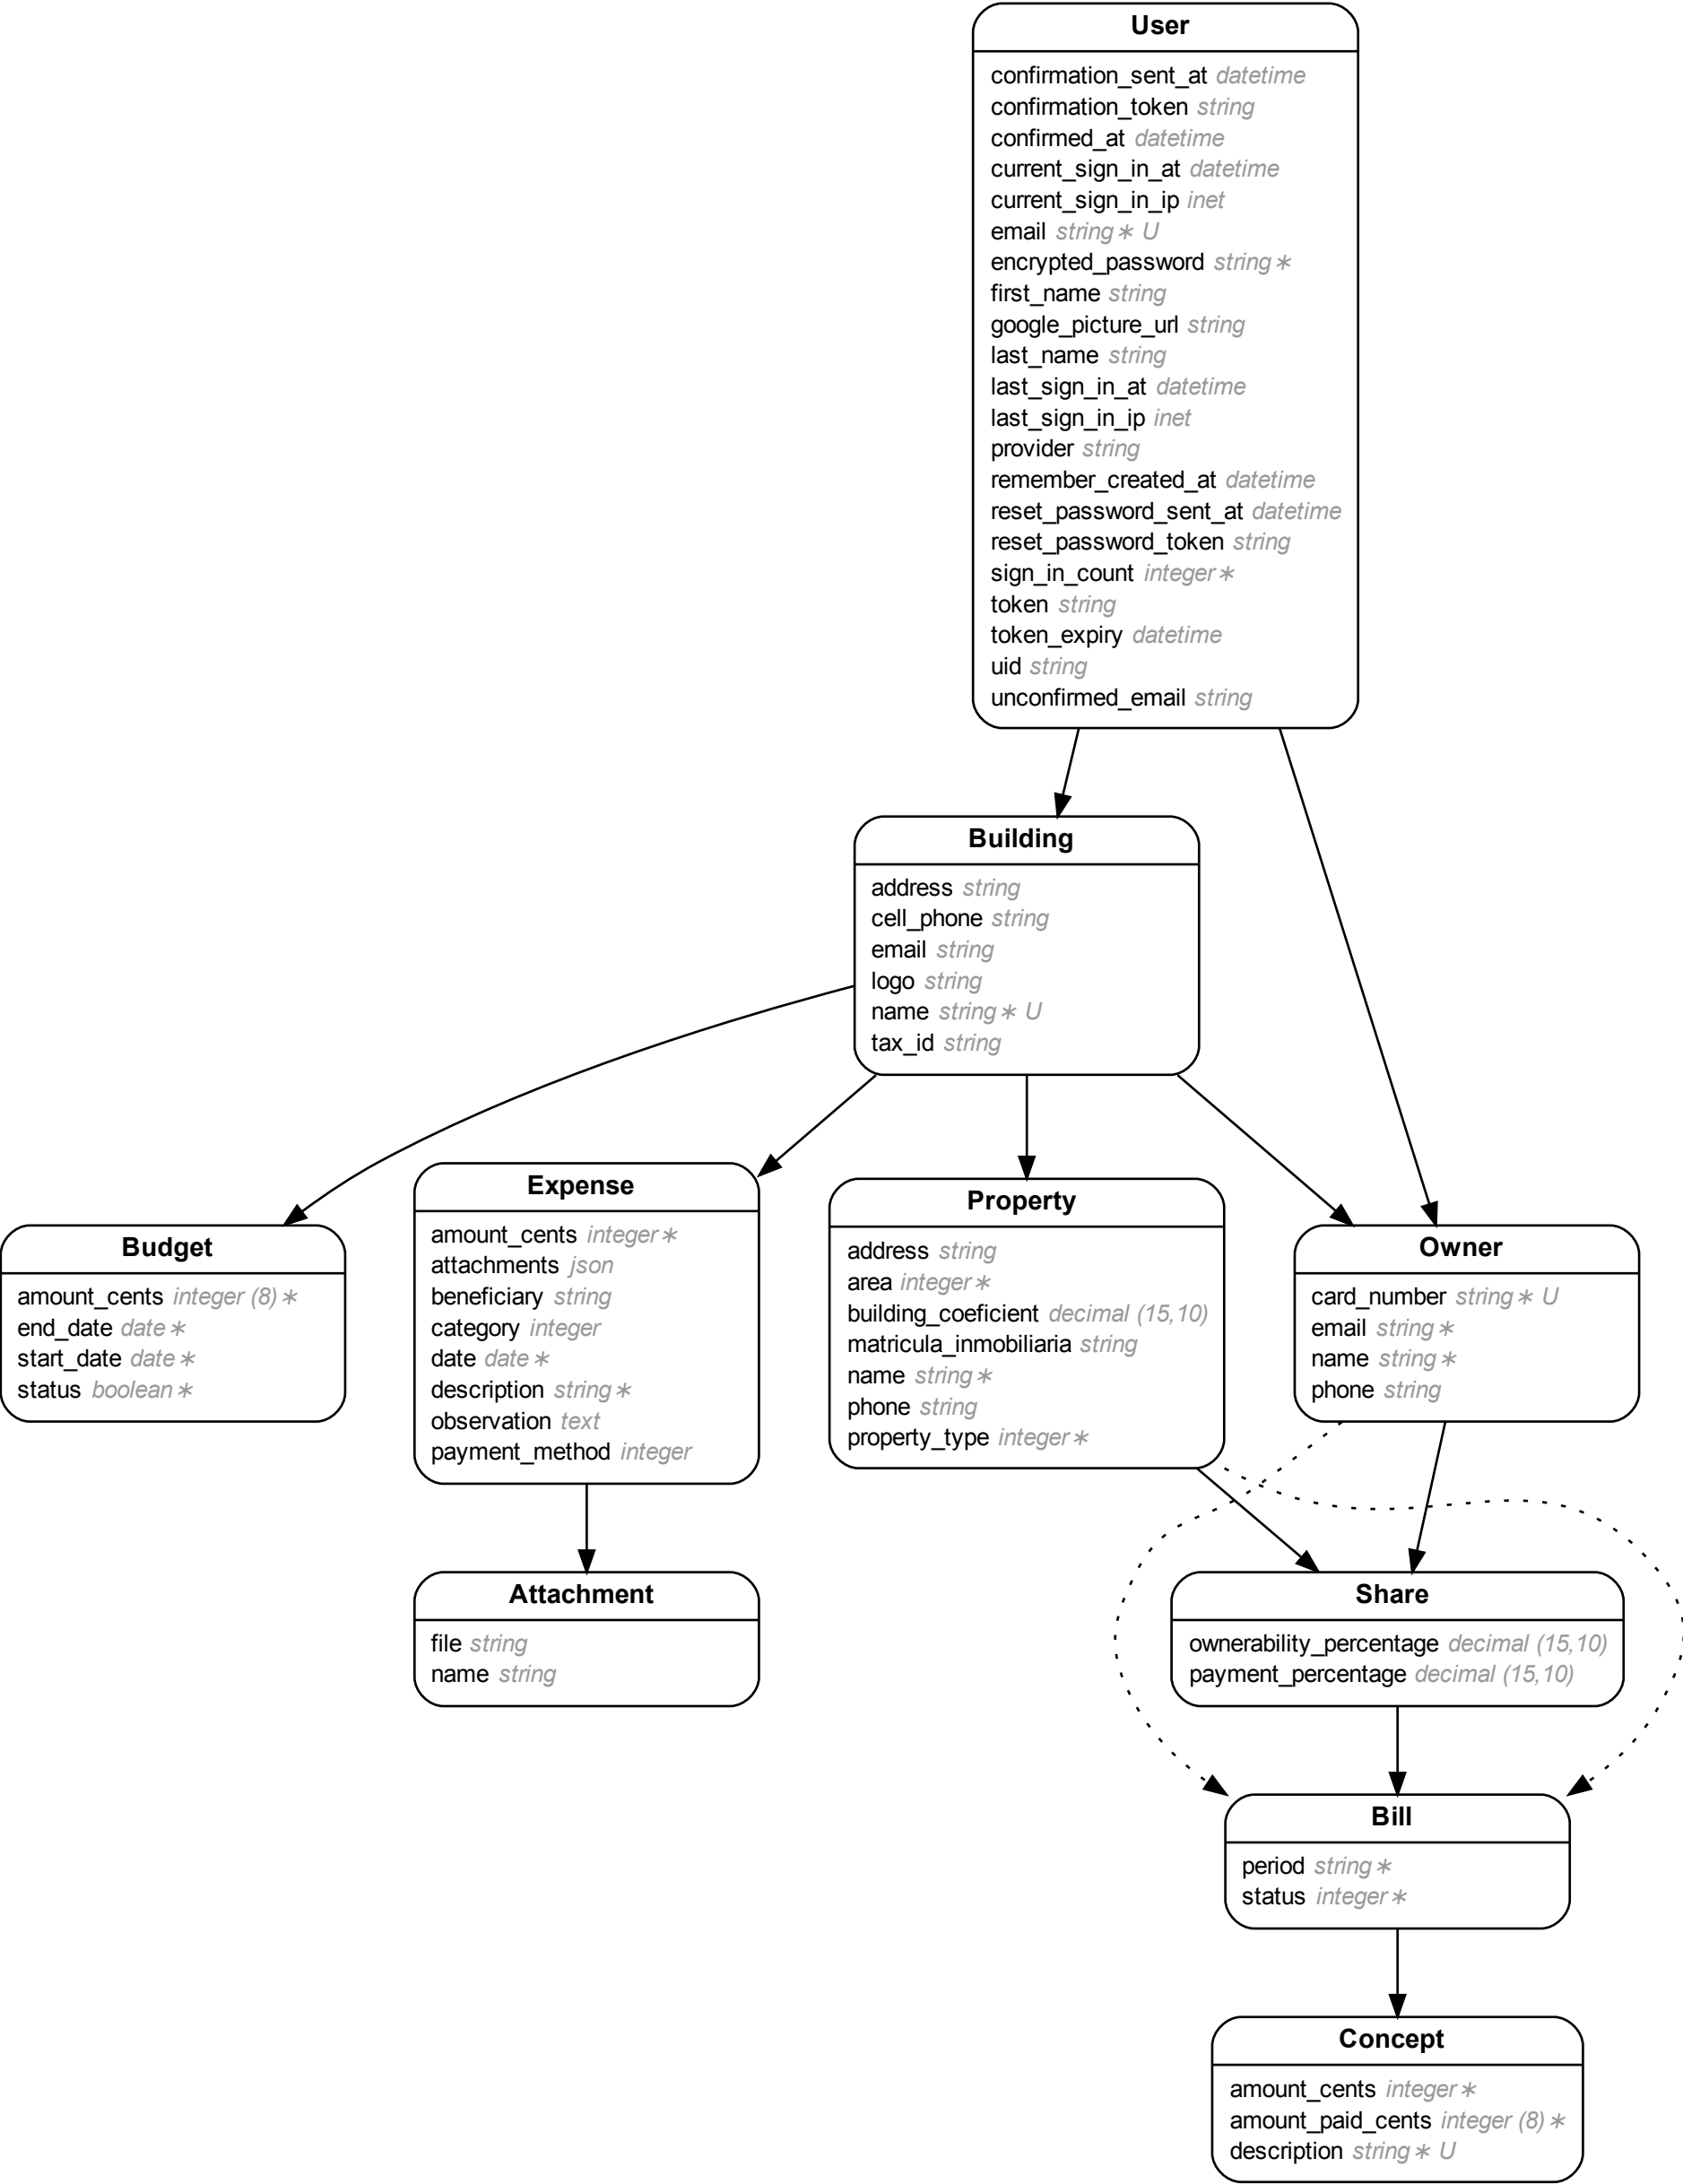 User
confirmation_sent_at datetime
confirmation_token string
confirmed_at datetime
current_sign_in_at datetime
current_sign_in_ip inet
email string∗ U
encrypted_password string∗
first_name string
google_picture_url string
last_name string
last_sign_in_at datetime
last_sign_in_ip inet
provider string
remember_created_at datetime
reset_password_sent_at datetime
reset_password_token string
sign_in_count integer∗
token string
token_expiry datetime
uid string
unconfirmed_email string
Building
address string
cell_phone string
email string
logo string
name string∗ U
tax_id string
Budget
amount_cents integer (8)∗
end_date date∗
start_date date∗
status boolean∗
Expense
amount_cents integer∗
attachments json
beneficiary string
category integer
date date∗
description string∗
observation text
payment_method integer
Property
address string
area integer∗
building_coeficient decimal (15,10)
matricula_inmobiliaria string
name string∗
phone string
property_type integer∗
Owner
card_number string∗ U
email string∗
name string∗
phone string
Attachment
file string
name string
Share
ownerability_percentage decimal (15,10)
payment_percentage decimal (15,10)
Bill
period string∗
status integer∗
Concept
amount_cents integer∗
amount_paid_cents integer (8)∗
description string∗ U